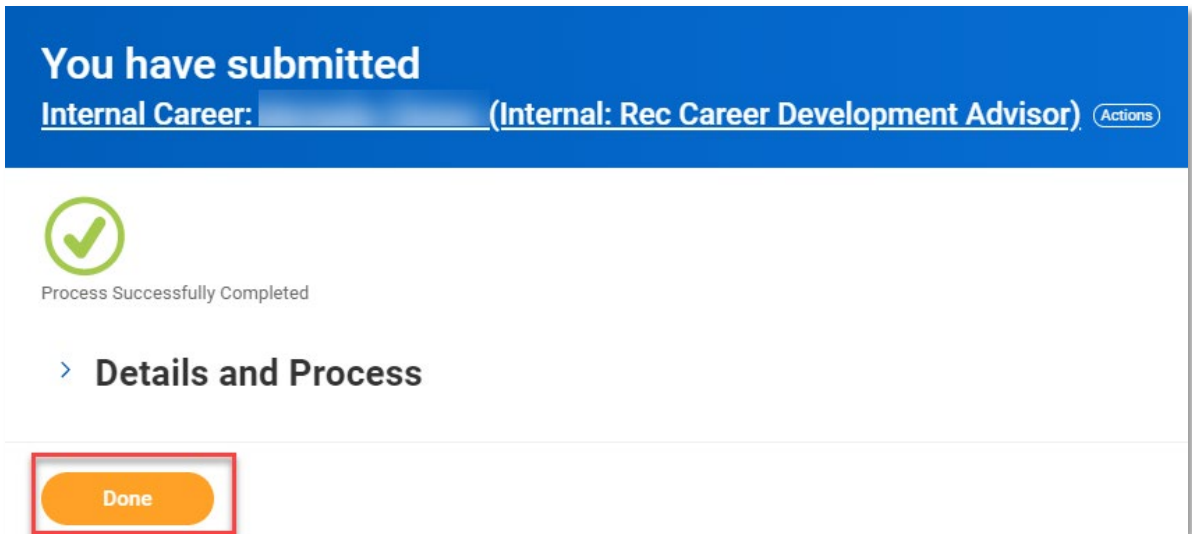 You have submitted
Internal Career: (Internal: Rec Career Development Advisor) Actions
Process Successfully Completed
Details and Process
Done